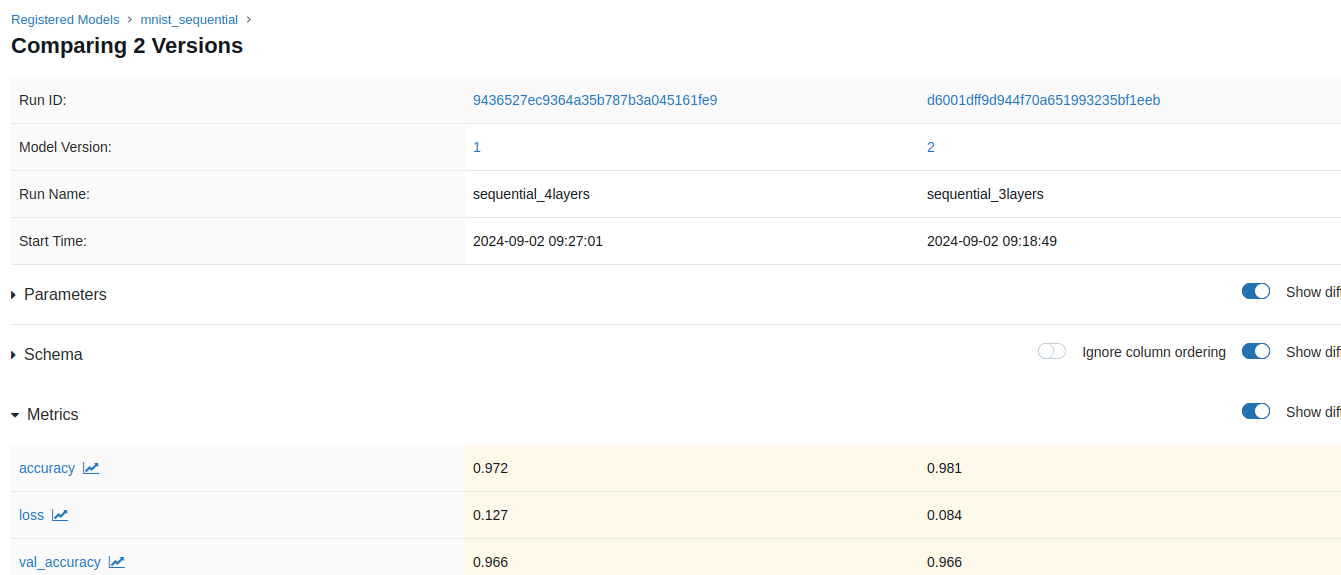 Registered Models > mnist_sequential >
Comparing 2 Versions
Run ID: 9436527ec9364a35b787b3a045161fe9 d6001dff9d944f70a651993235bf1eeb
Model Version: 1 2
Run Name: sequential_4layers sequential_3layers
Start Time: 2024-09-02 09:27:01 2024-09-02 09:18:49
Parameters Show dif
Schema Ignore column ordering Show dif
Metrics Show dif
accuracy 0.972 0.981
loss 0.127 0.084
val_accuracy 0.966 0.966